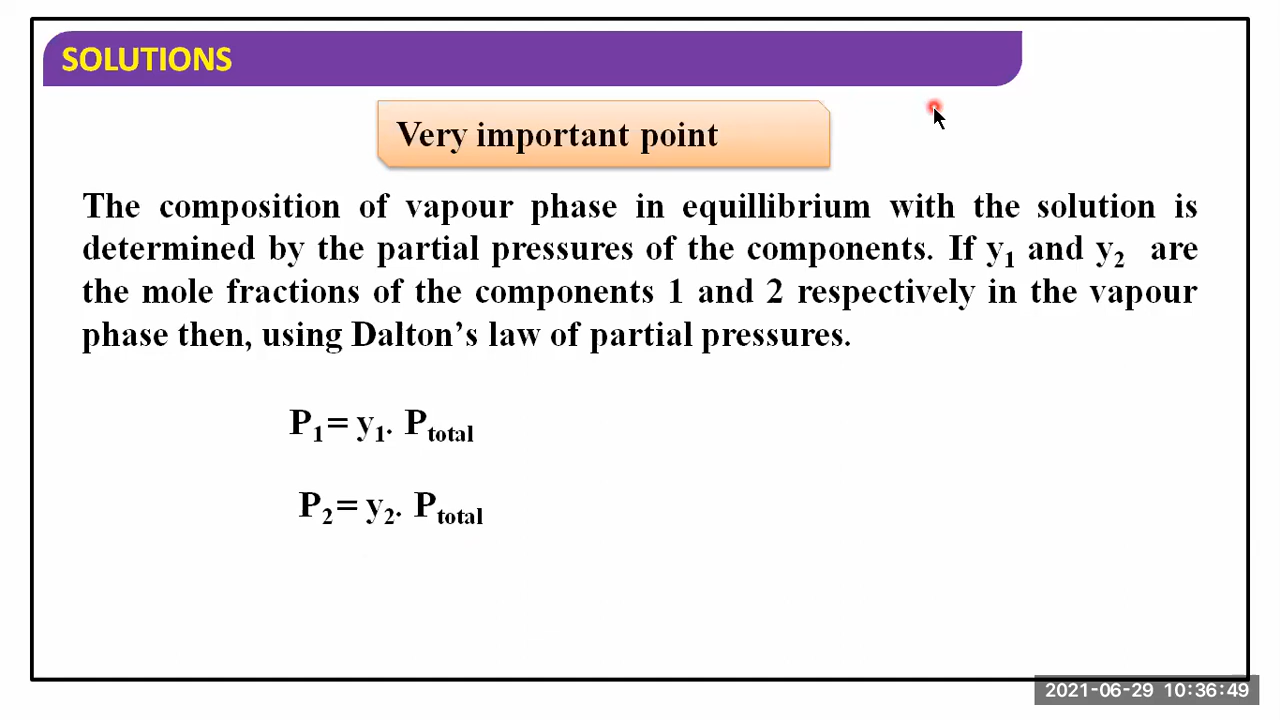 SOLUTIONS
Very important point
The composition of vapour phase in equillibrium with the solution is
determined by the partial pressures of the components. If y₁ and y₂ are
the mole fractions of the components 1 and 2 respectively in the vapour
phase then, using Dalton’s law of partial pressures.
P₁= y₁. Ptotal
P₂= y₂. Ptotal
2021-06-29 10:36:49